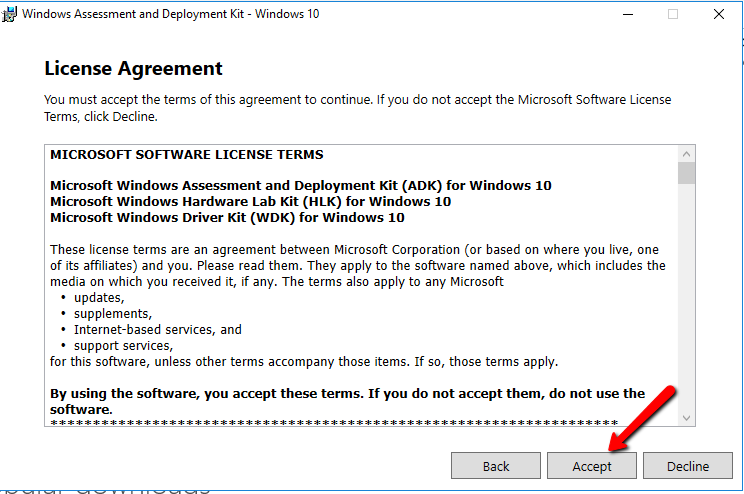 Windows Assessment and Deployment Kit - Windows 10
License Agreement
You must accept the terms of this agreement to continue. If you do not accept the Microsoft Software License
Terms, click Decline.
MICROSOFT SOFTWARE LICENSE TERMS
Microsoft Windows Assessment and Deployment Kit (ADK) for Windows 10
Microsoft Windows Hardware Lab Kit (HLK) for Windows 10
Microsoft Windows Driver Kit (WDK) for Windows 10
These license terms are an agreement between Microsoft Corporation (or based on where you live, one
of its affiliates) and you. Please read them. They apply to the software named above, which includes the
media on which you received it, if any. The terms also apply to any Microsoft
• updates,
• supplements,
• Internet-based services, and
• support services,
for this software, unless other terms accompany those items. If so, those terms apply.
By using the software, you accept these terms. If you do not accept them, do not use the
software.
*******************************************************************
Back Accept Decline